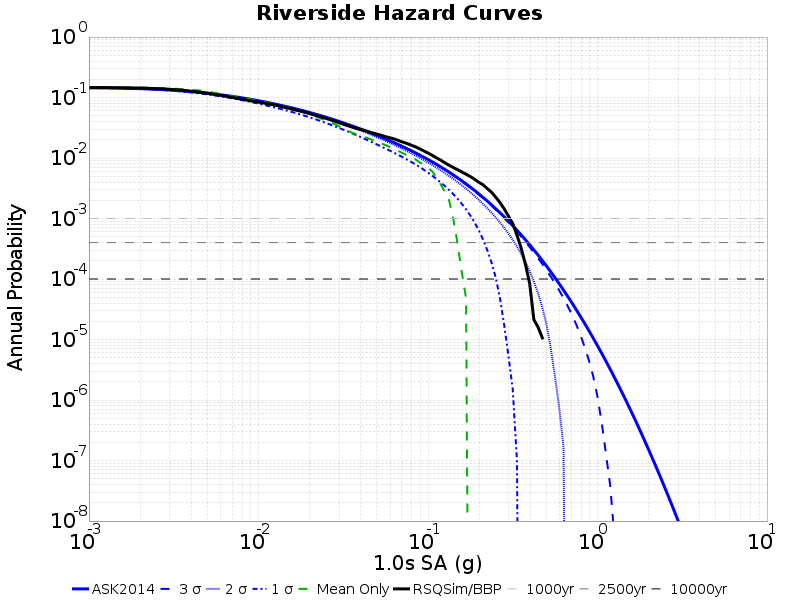 Riverside Hazard Curves
10^0
10^-1
10^-2
10^-3
10^-4
10^-5
10^-6
10^-7
10^-8
Annual Probability
10^-3 10^-2 10^-1 10^0 10^1
1.0s SA (g)
ASK2014 3 σ 2 σ 1 σ Mean Only RSQSim/BBP 1000yr 2500yr 10000yr